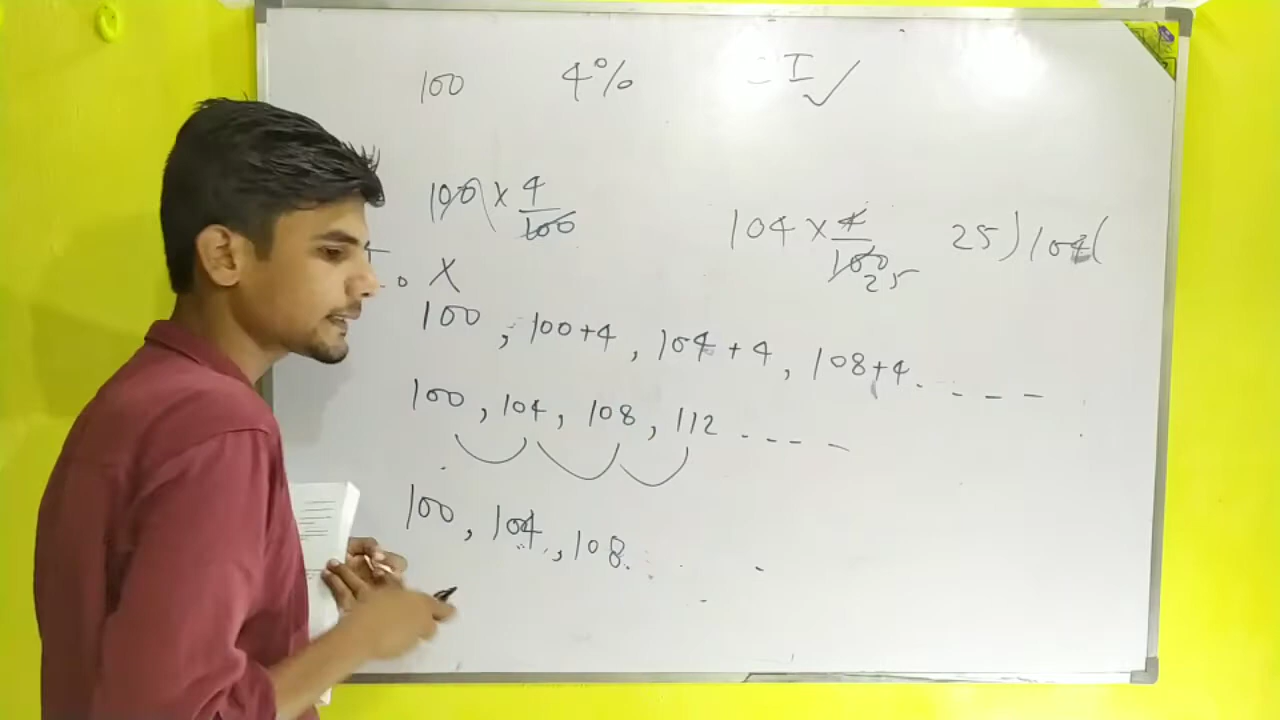 100 4% I ✓
100 × 4/100 104 × 4/100 25 25)104(
X
100, 100+4, 104+4, 108+4. - - - -
100, 104, 108, 112 - - - - -
100, 104, 108.